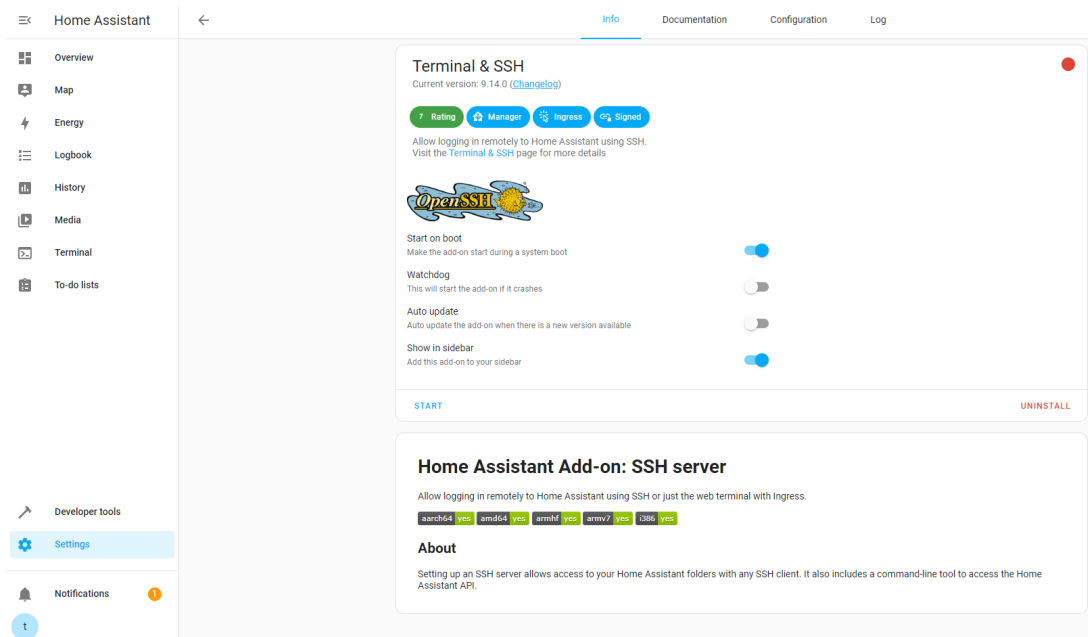 Home Assistant
Overview
Map
Energy
Logbook
History
Media
Terminal
To-do lists
Developer tools
Settings
Notifications
1
t
Info
Documentation
Configuration
Log
Terminal & SSH
Current version: 9.14.0 (Changelog)
7 Rating
Manager
Ingress
Signed
Allow logging in remotely to Home Assistant using SSH.
Visit the Terminal & SSH page for more details
OpenSSH
Start on boot
Make the add-on start during a system boot
Watchdog
This will start the add-on if it crashes
Auto update
Auto update the add-on when there is a new version available
Show in sidebar
Add this add-on to your sidebar
START
UNINSTALL
Home Assistant Add-on: SSH server
Allow logging in remotely to Home Assistant using SSH or just the web terminal with Ingress.
aarch64 yes amd64 yes armhf yes armv7 yes i386 yes
About
Setting up an SSH server allows access to your Home Assistant folders with any SSH client. It also includes a command-line tool to access the Home
Assistant API.